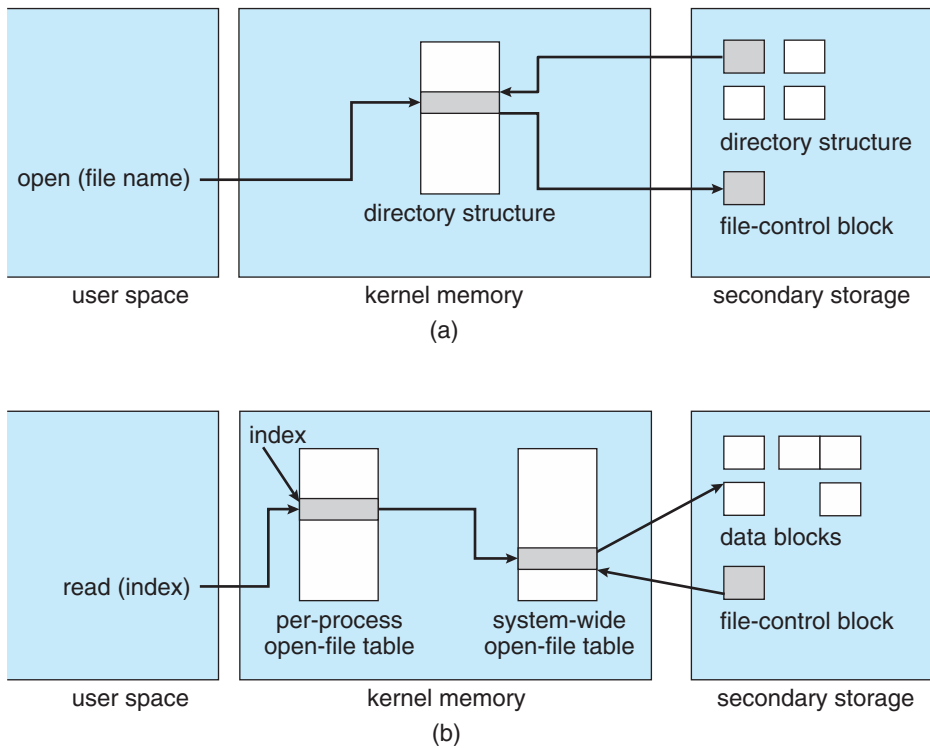 open (file name)
directory structure
directory structure
file-control block
user space
kernel memory
secondary storage
(a)
index
read (index)
per-process
open-file table
system-wide
open-file table
data blocks
file-control block
user space
kernel memory
secondary storage
(b)